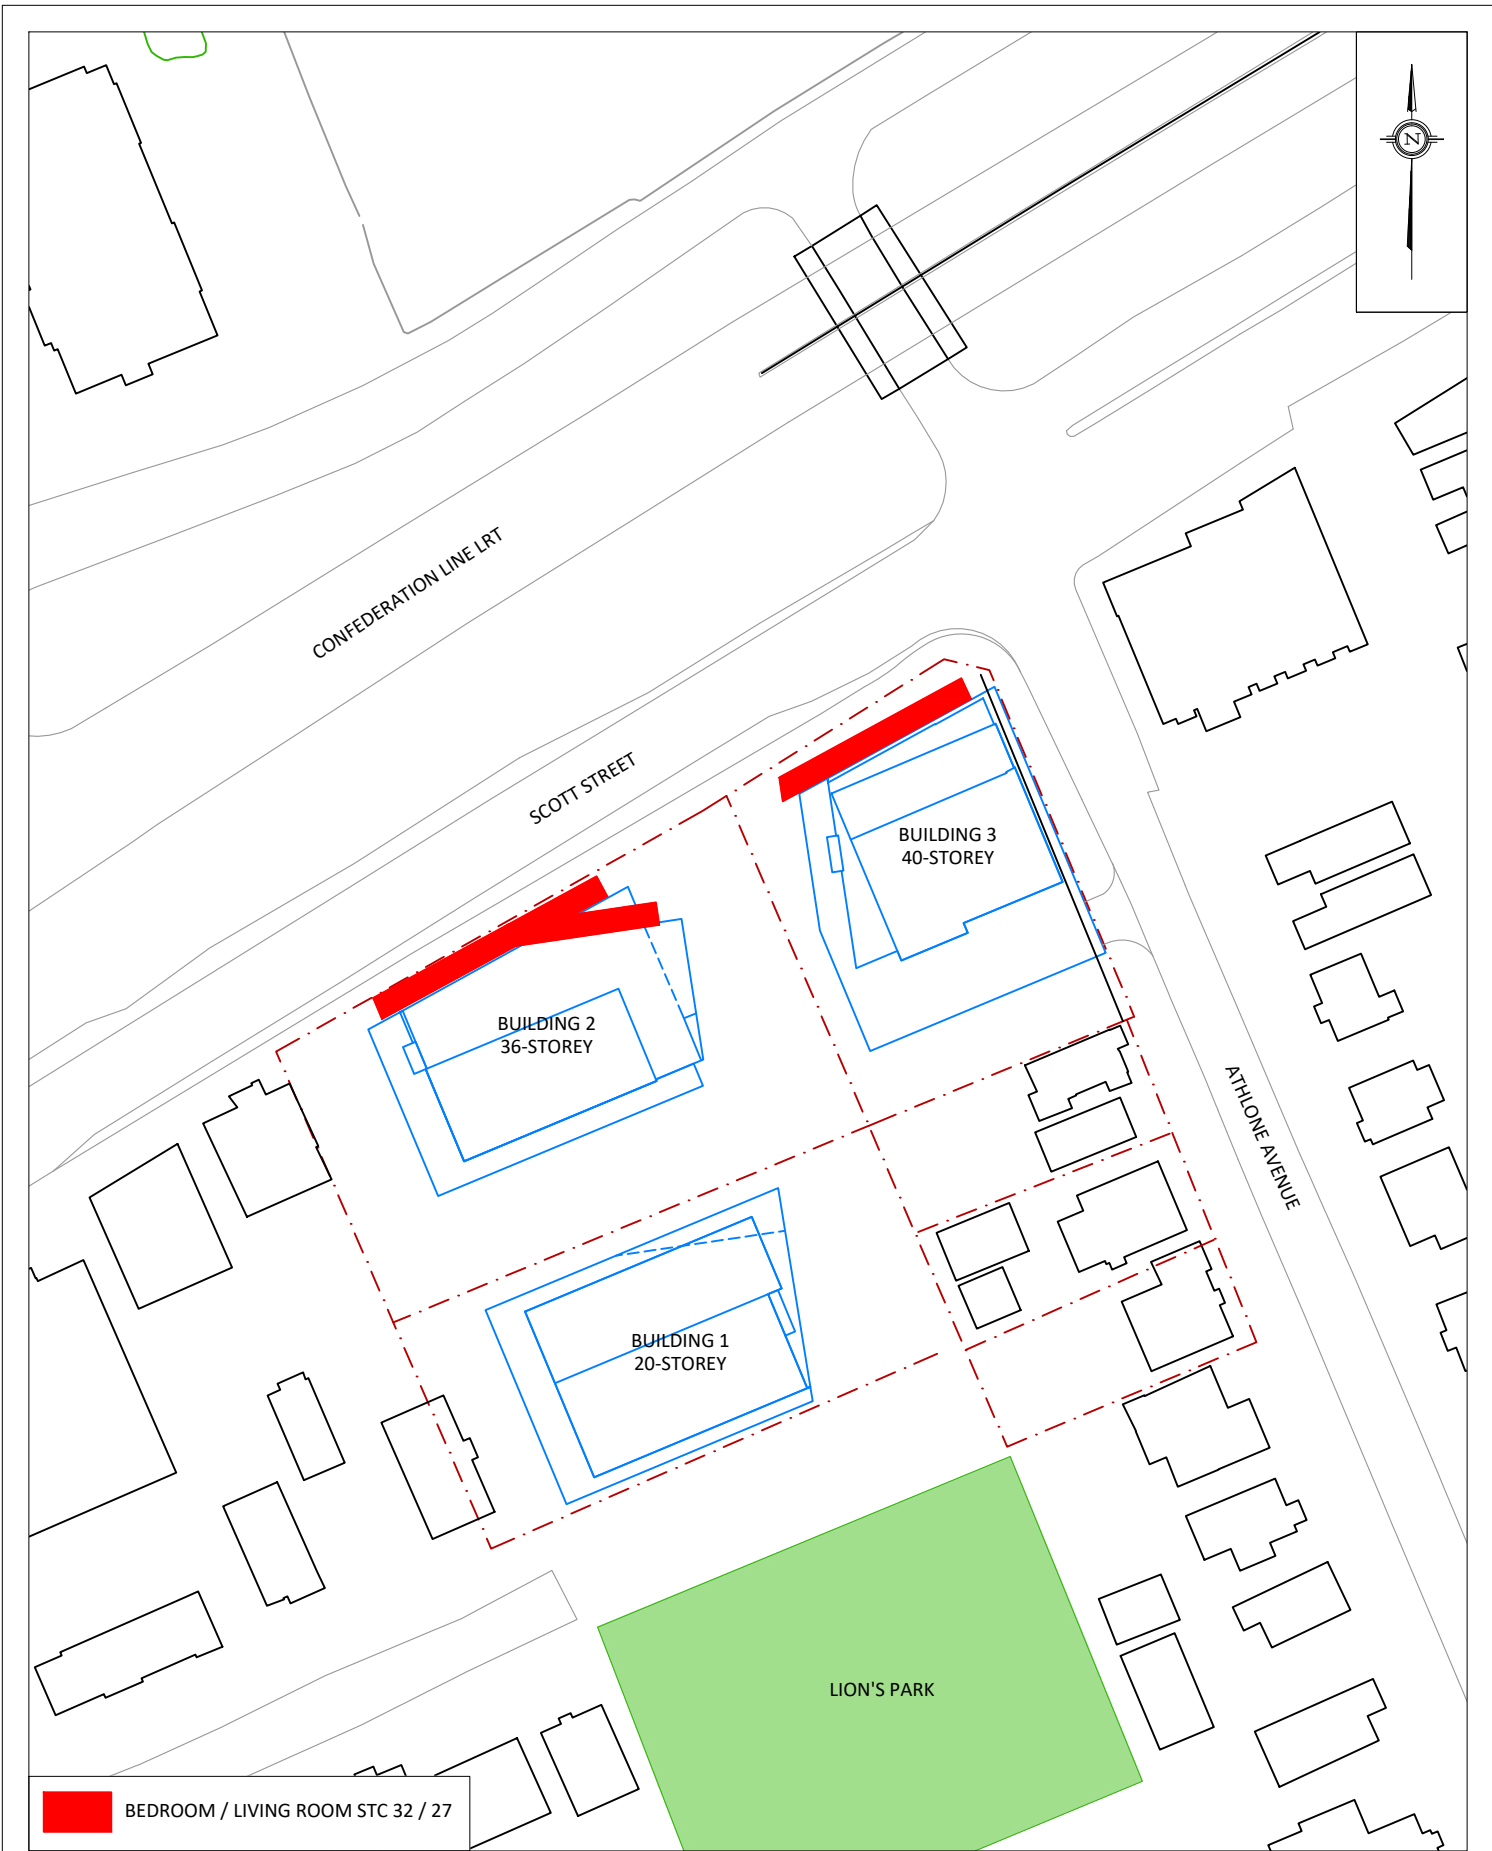 N
CONFEDERATION LINE LRT
SCOTT STREET
BUILDING 3
40-STOREY
BUILDING 2
36-STOREY
ATHLONE AVENUE
BUILDING 1
20-STOREY
LION'S PARK
BEDROOM / LIVING ROOM STC 32 / 27